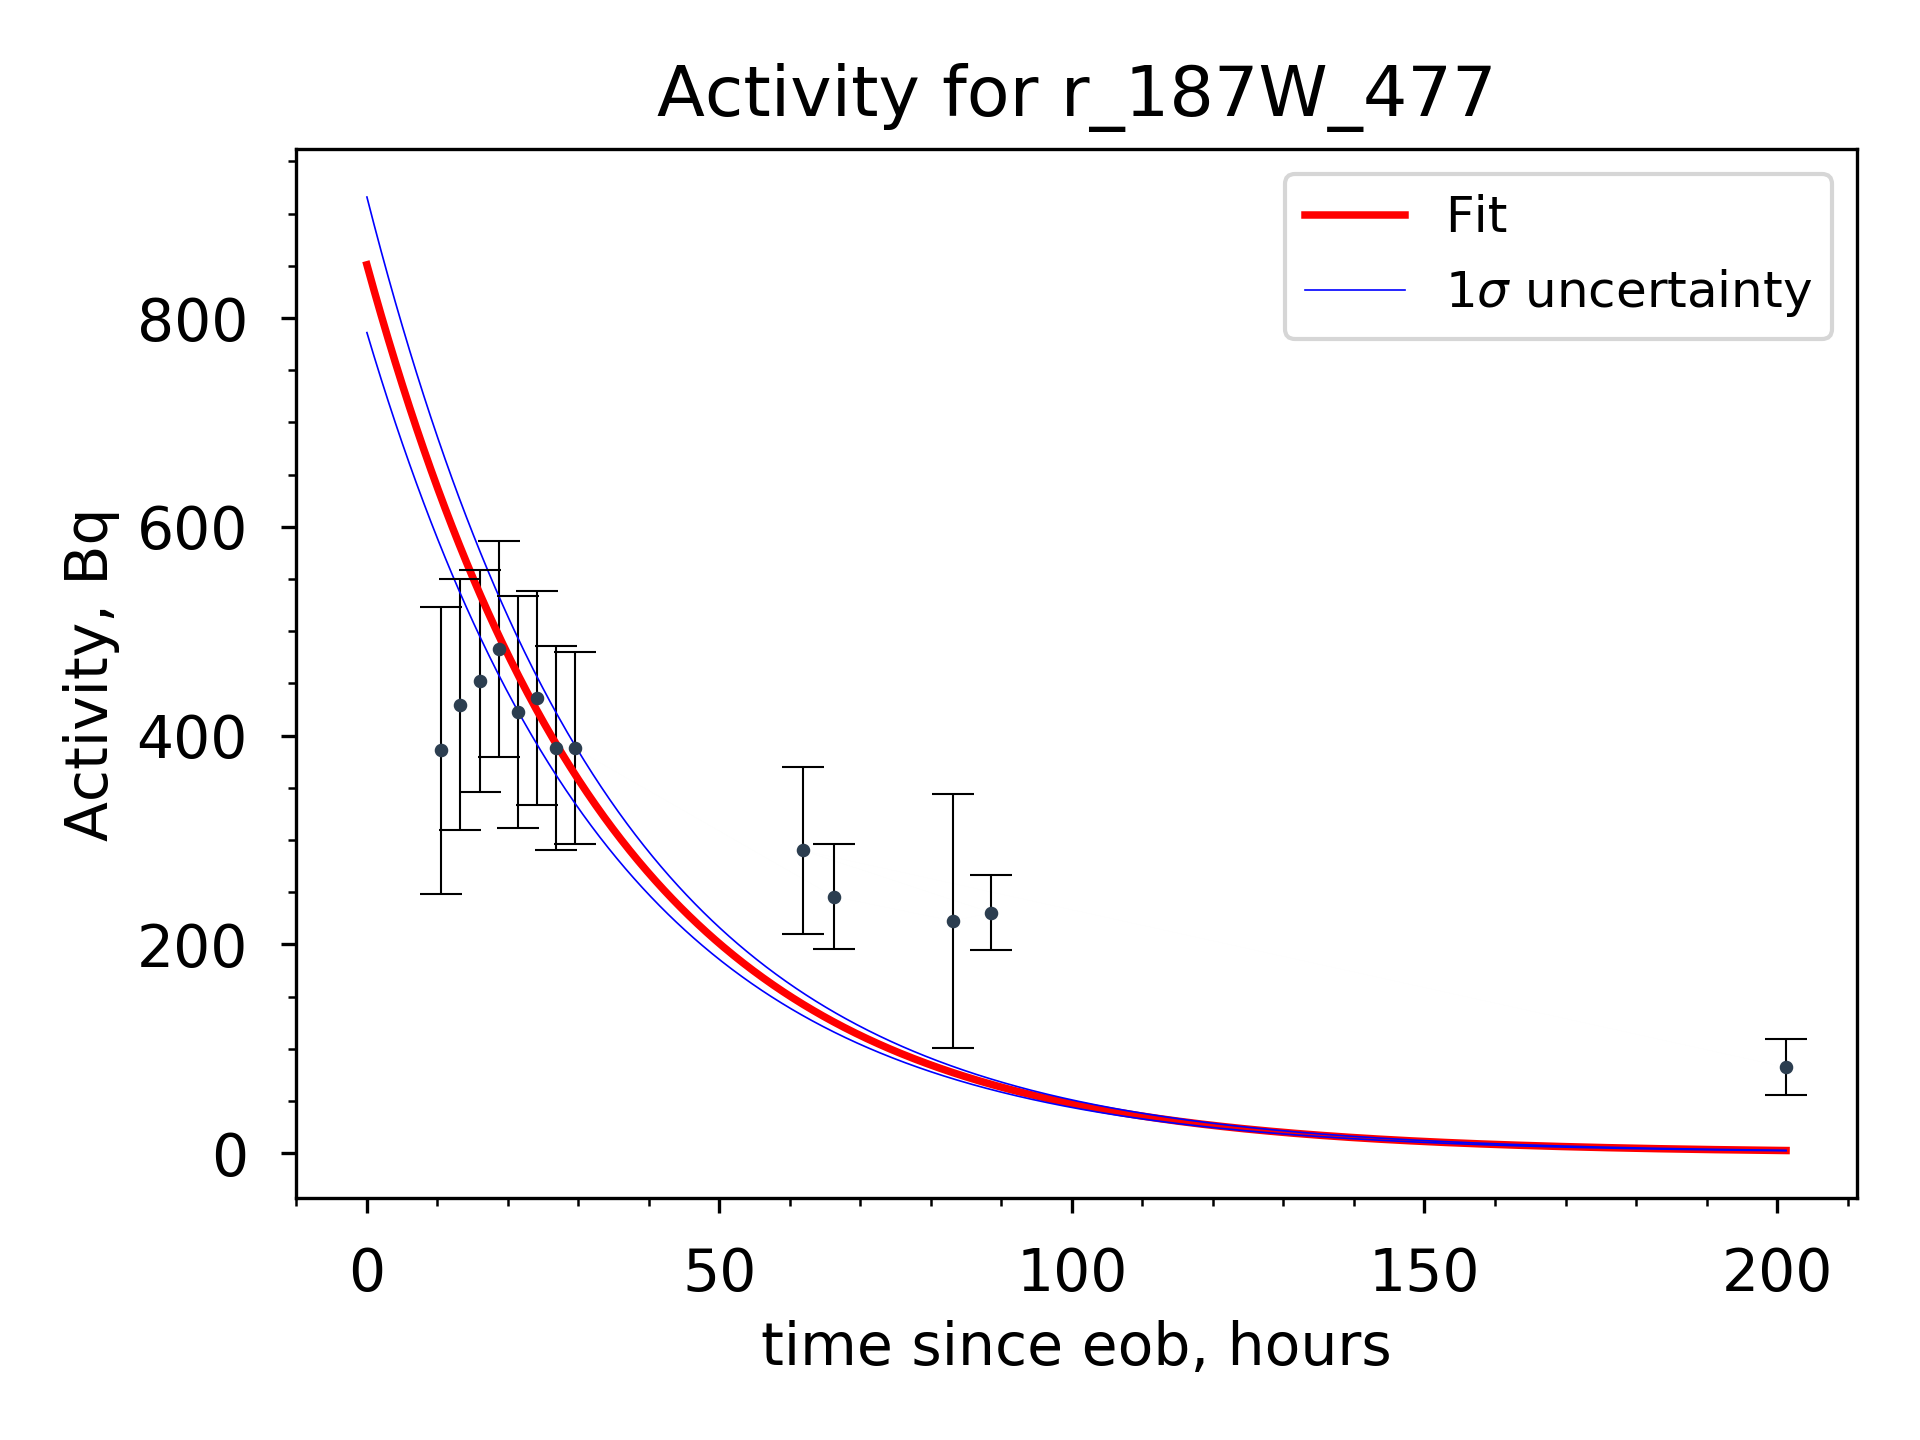 Activity for r_187W_477
Fit
1σ uncertainty
Activity, Bq
800
600
400
200
0
0 50 100 150 200
time since eob, hours